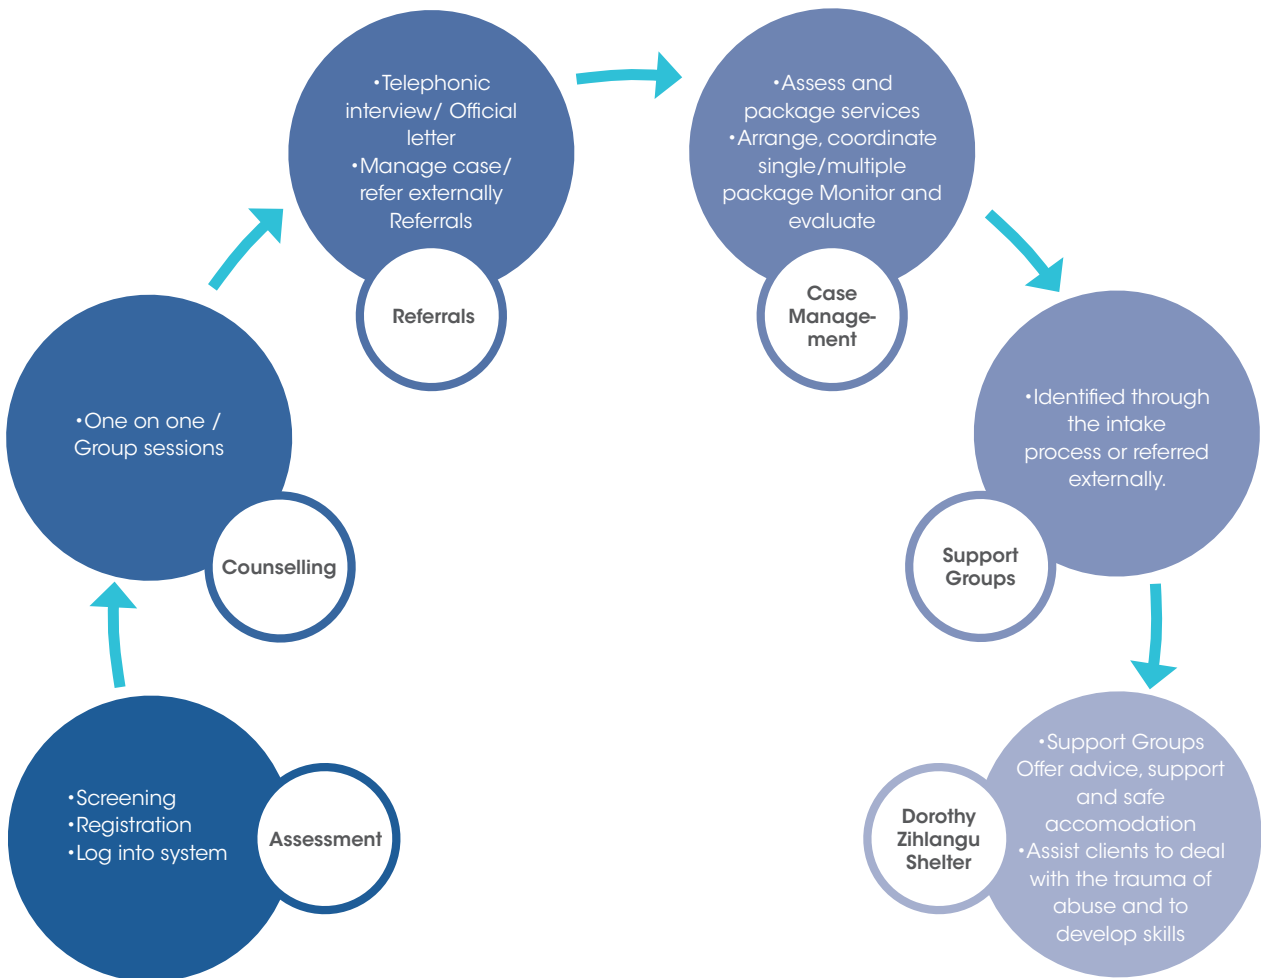 •Screening
•Registration
•Log into system
Assessment
•One on one /
Group sessions
Counselling
•Telephonic
interview/ Official
letter
•Manage case/
refer externally
Referrals
Referrals
•Assess and
package services
•Arrange, coordinate
single/multiple
package Monitor and
evaluate
Case
Manage-
ment
•Identified through
the intake
process or referred
externally.
Support
Groups
•Support Groups
Offer advice, support
and safe
accomodation
•Assist clients to deal
with the trauma of
abuse and to
develop skills
Dorothy
Zihlangu
Shelter